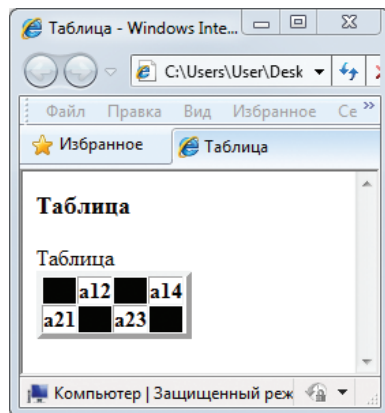 Таблица - Windows Inte...
C:\Users\User\Desk
Файл Правка Вид Избранное Се »
Избранное
Таблица
Таблица
Таблица
a12 a14
a21 a23
Компьютер | Защищенный реж